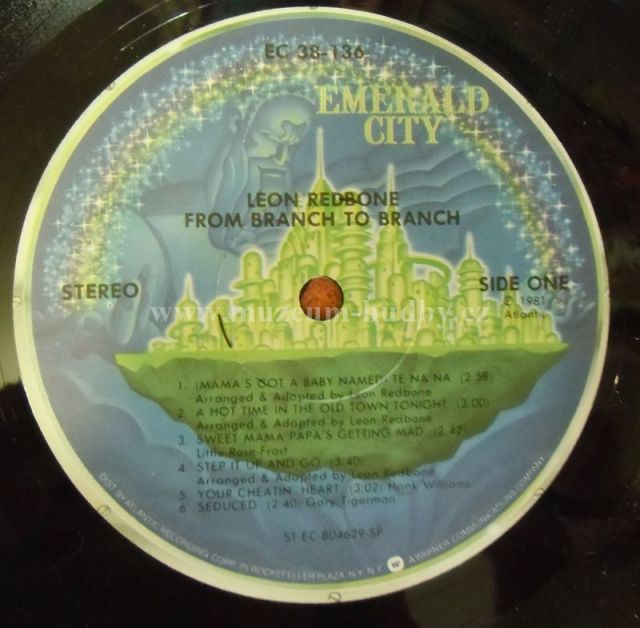 EC 38-136
EMERALD
CITY
LEON REDBONE
FROM BRANCH TO BRANCH
STEREO
SIDE ONE
℗ 1981
Atlantic
www.muzeum-hudby.cz
1. (MAMA'S GOT A BABY NAMED) TE NA NA (2:58)
Arranged & Adapted by Leon Redbone
2. A HOT TIME IN THE OLD TOWN TONIGHT (3:00)
Arranged & Adapted by Leon Redbone
3. SWEET MAMA PAPA'S GETTING MAD (2:42)
Little Rose Frost
4. STEP IT UP AND GO (3:40)
Arranged & Adapted by Leon Redbone
5 YOUR CHEATIN' HEART (3:02) Hank Williams
6 SEDUCED (2:40) Gary Tigerman
ST-EC-804629-SP
DIST. BY ATLANTIC RECORDING CORP. 75 ROCKEFELLER PLAZA, N.Y. N.Y. W A WARNER COMMUNICATIONS COMPANY